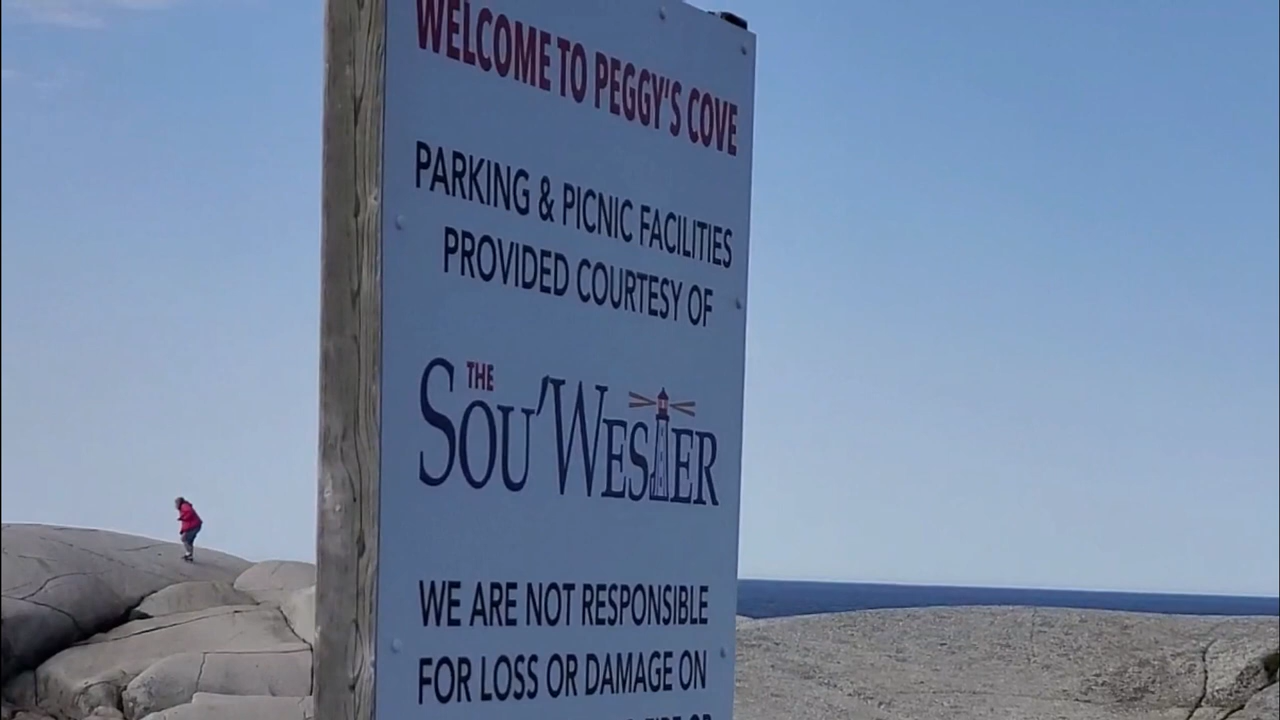 WELCOME TO PEGGY'S COVE
PARKING & PICNIC FACILITIES
PROVIDED COURTESY OF
THE
SOU'WESTER
WE ARE NOT RESPONSIBLE
FOR LOSS OR DAMAGE ON